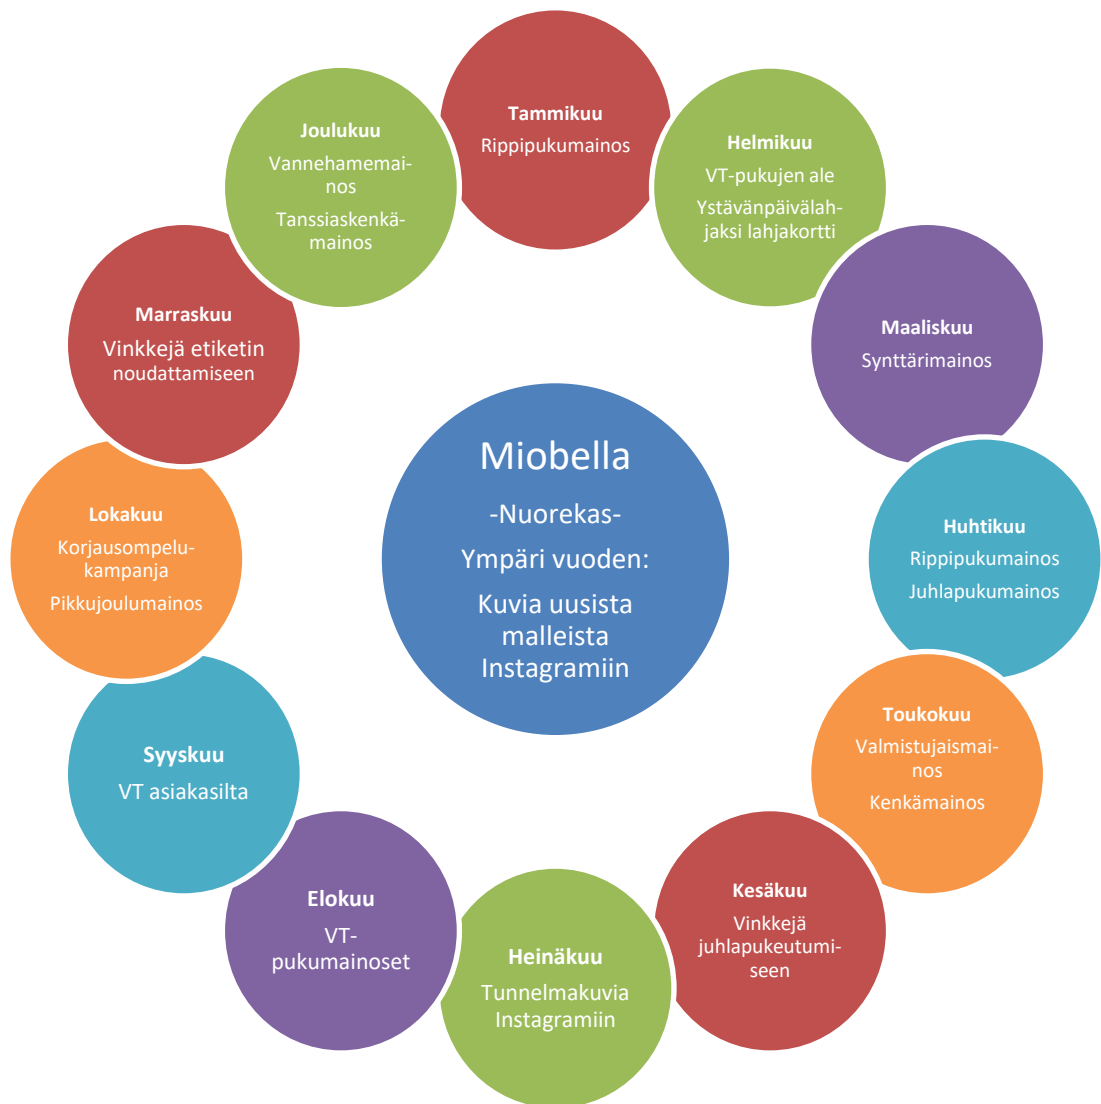 Tammikuu
Rippipukumainos
Helmikuu
VT-pukujen ale
Ystävänpäivälah-
jaksi lahjakortti
Maaliskuu
Synttärimainos
Huhtikuu
Rippipukumainos
Juhlapukumainos
Toukokuu
Valmistujaismai-
nos
Kenkämainos
Kesäkuu
Vinkkejä
juhlapukeutumi-
seen
Heinäkuu
Tunnelmakuvia
Instagramiin
Elokuu
VT-
pukumainoset
Syyskuu
VT asiakasilta
Lokakuu
Korjausompelu-
kampanja
Pikkujoulumainos
Marraskuu
Vinkkejä etiketin
noudattamiseen
Joulukuu
Vannehamemai-
nos
Tanssiaskenkä-
mainos
Miobella
-Nuorekas-
Ympäri vuoden:
Kuvia uusista
malleista
Instagramiin